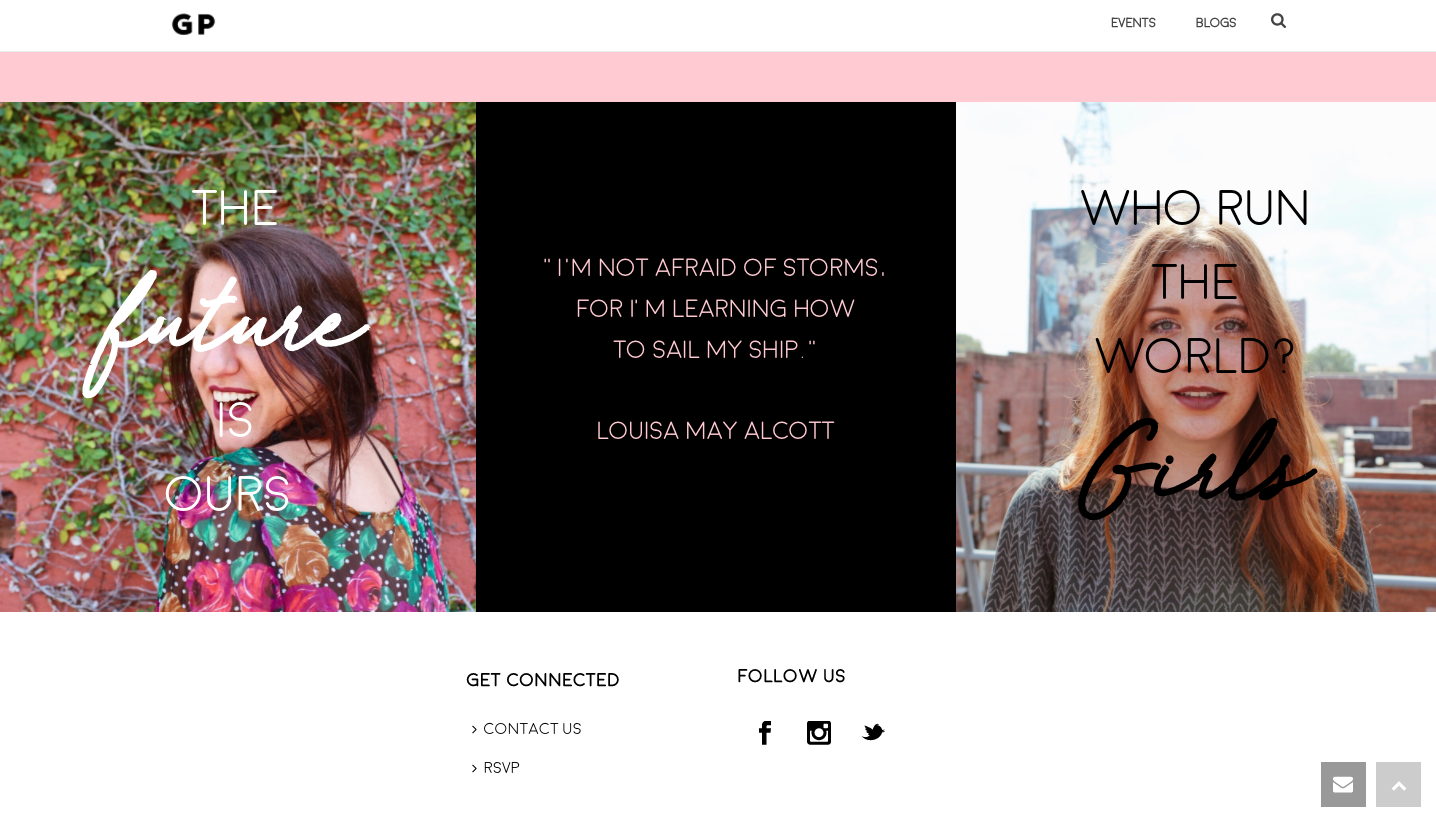 GP
EVENTS
BLOGS
THE
future
IS
OURS
" I'M NOT AFRAID OF STORMS,
FOR I' M LEARNING HOW
TO SAIL MY SHIP. "
LOUISA MAY ALCOTT
WHO RUN
THE
WORLD?
Girls
GET CONNECTED
CONTACT US
RSVP
FOLLOW US